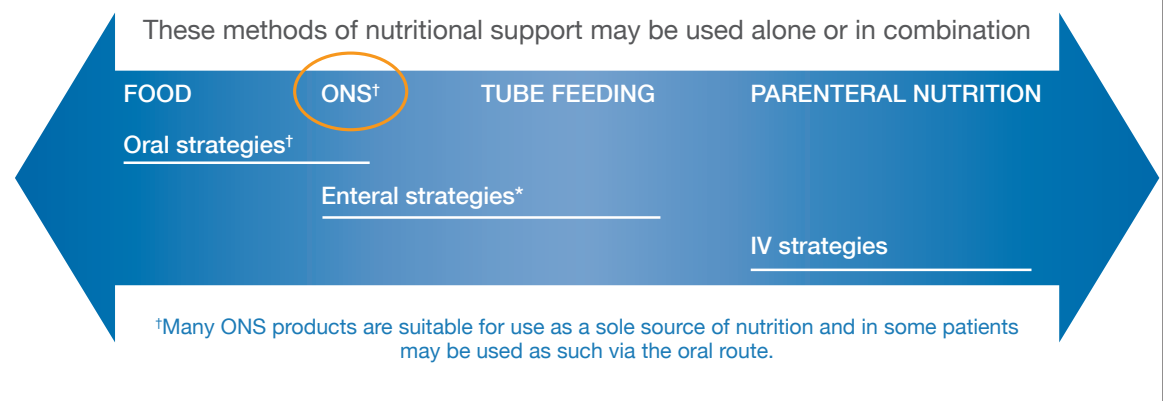 These methods of nutritional support may be used alone or in combination
FOOD ONS† TUBE FEEDING PARENTERAL NUTRITION
Oral strategies†
Enteral strategies*
IV strategies
†Many ONS products are suitable for use as a sole source of nutrition and in some patients
may be used as such via the oral route.